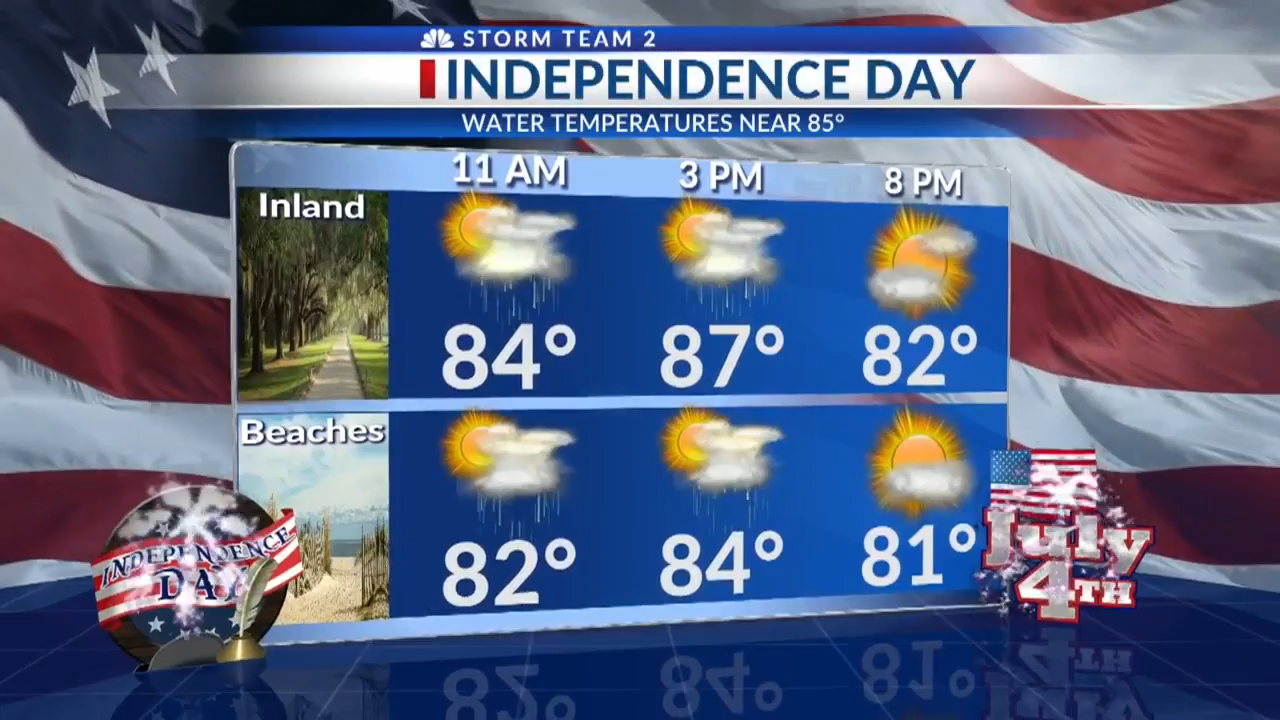 STORM TEAM 2
INDEPENDENCE DAY
WATER TEMPERATURES NEAR 85°
11 AM 3 PM 8 PM
Inland
84° 87° 82°
Beaches
82° 84° 81°
INDEPENDENCE
DAY
July
4TH